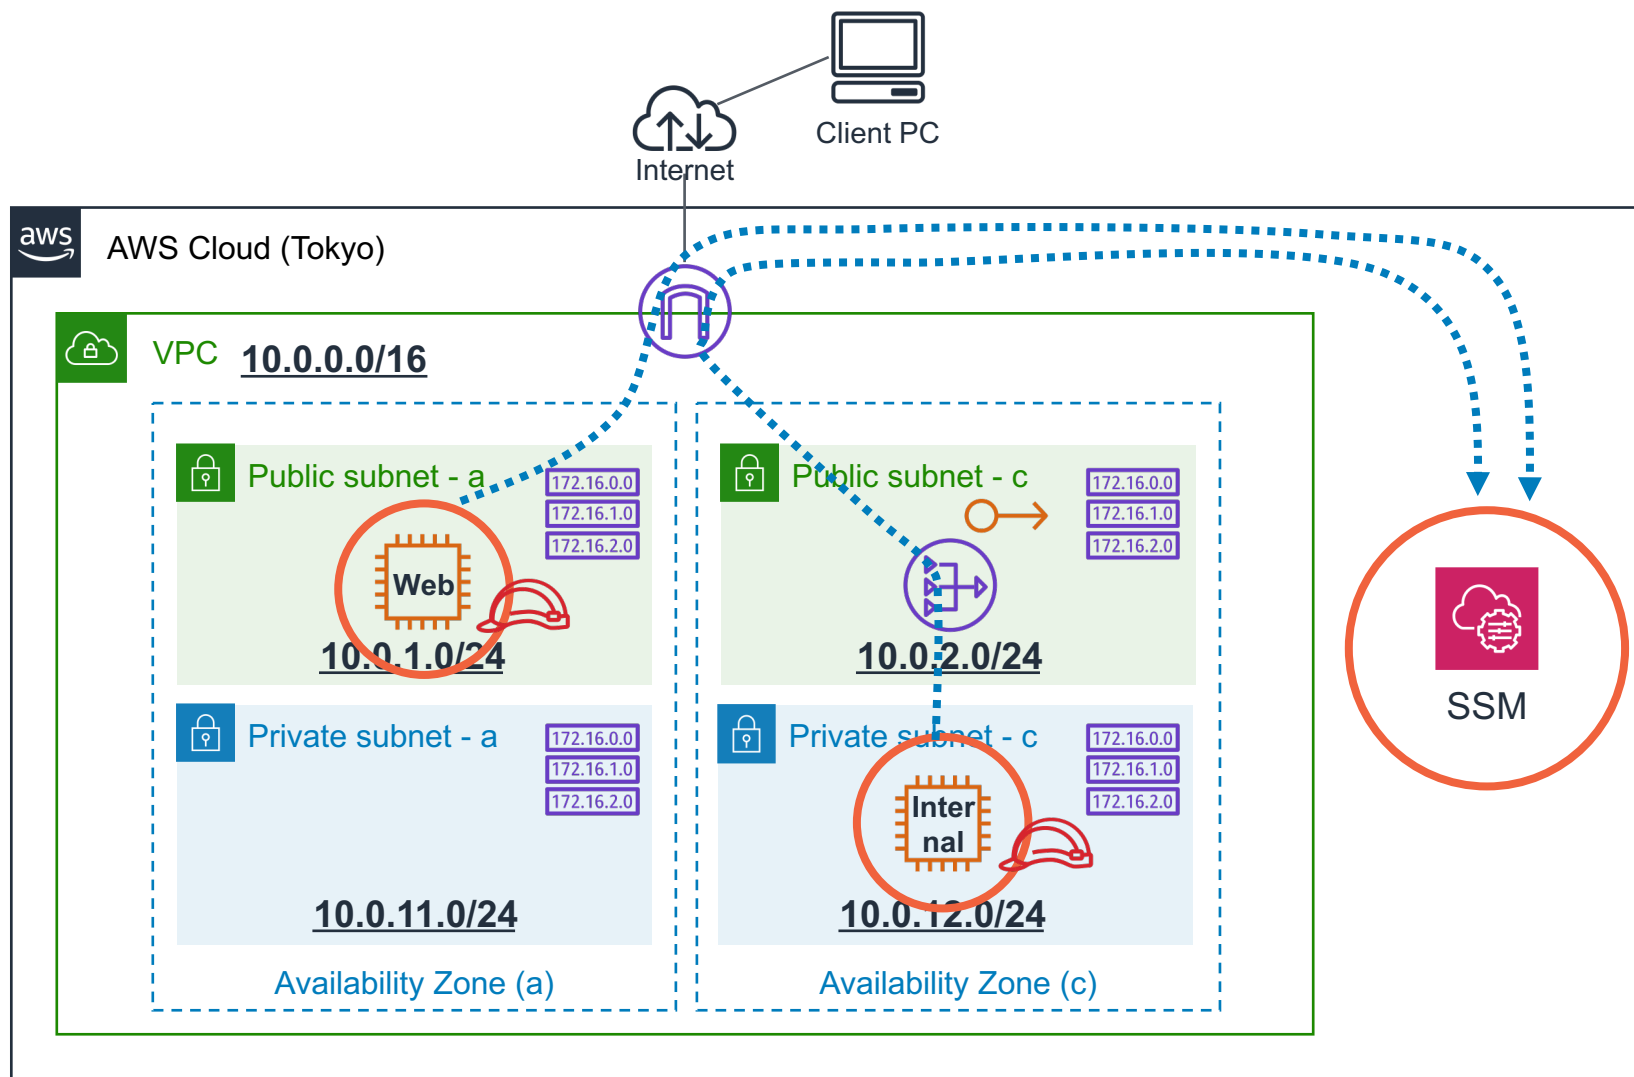 Client PC
Internet
aws
AWS Cloud (Tokyo)
VPC 10.0.0.0/16
Public subnet - a
172.16.0.0
172.16.1.0
172.16.2.0
Web
10.0.1.0/24
Public subnet - c
172.16.0.0
172.16.1.0
172.16.2.0
10.0.2.0/24
Private subnet - a
172.16.0.0
172.16.1.0
172.16.2.0
10.0.11.0/24
Private subnet - c
172.16.0.0
172.16.1.0
172.16.2.0
Inter
nal
10.0.12.0/24
Availability Zone (a)
Availability Zone (c)
SSM